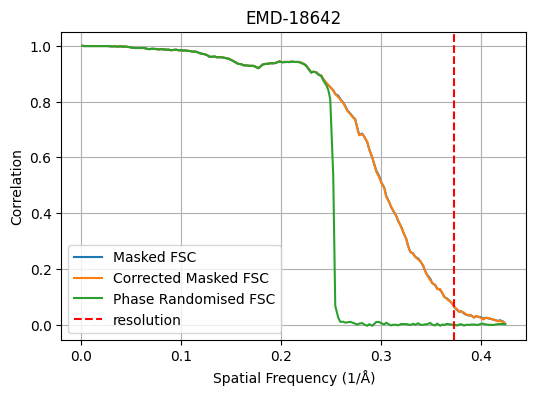 EMD-18642
1.0
0.8
0.6
0.4
0.2
0.0
Correlation
Masked FSC
Corrected Masked FSC
Phase Randomised FSC
resolution
0.0 0.1 0.2 0.3 0.4
Spatial Frequency (1/Å)